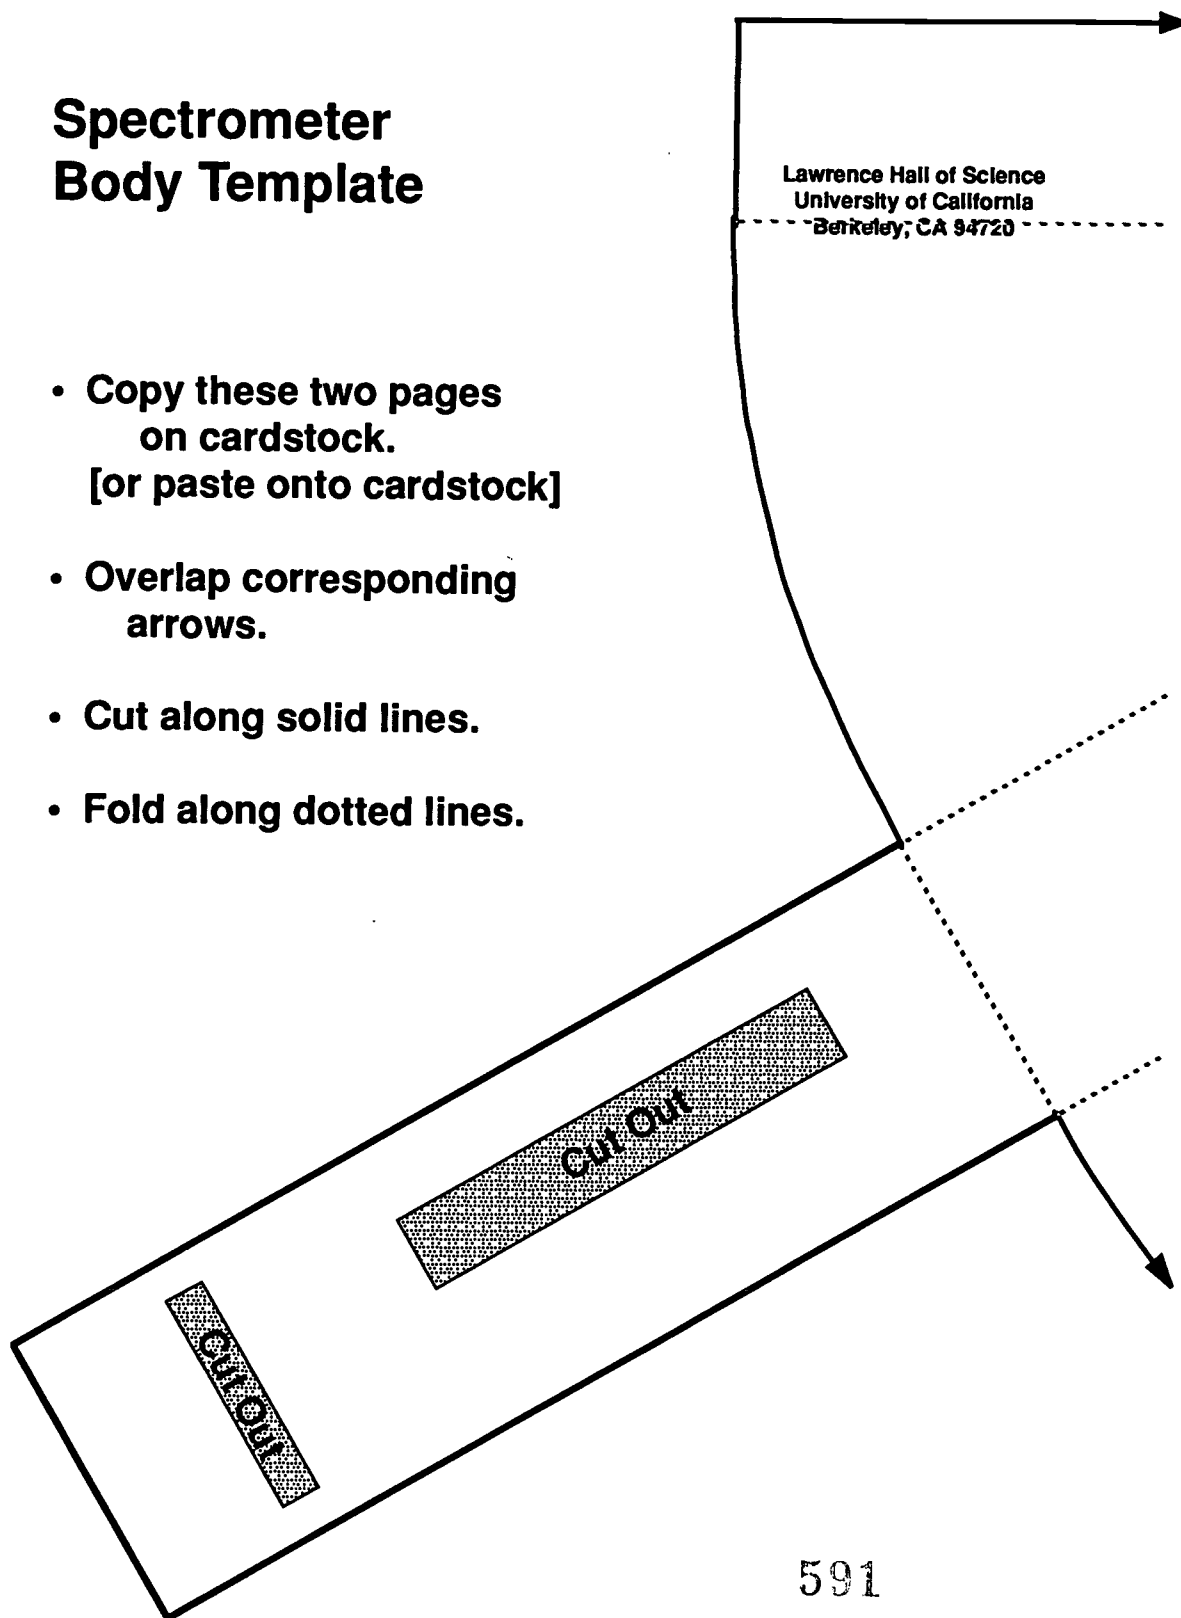 Spectrometer
Body Template
Lawrence Hall of Science
University of California
Berkeley, CA 94720
• Copy these two pages
on cardstock.
[or paste onto cardstock]
• Overlap corresponding
arrows.
• Cut along solid lines.
• Fold along dotted lines.
Cut Out
Cut Out
591